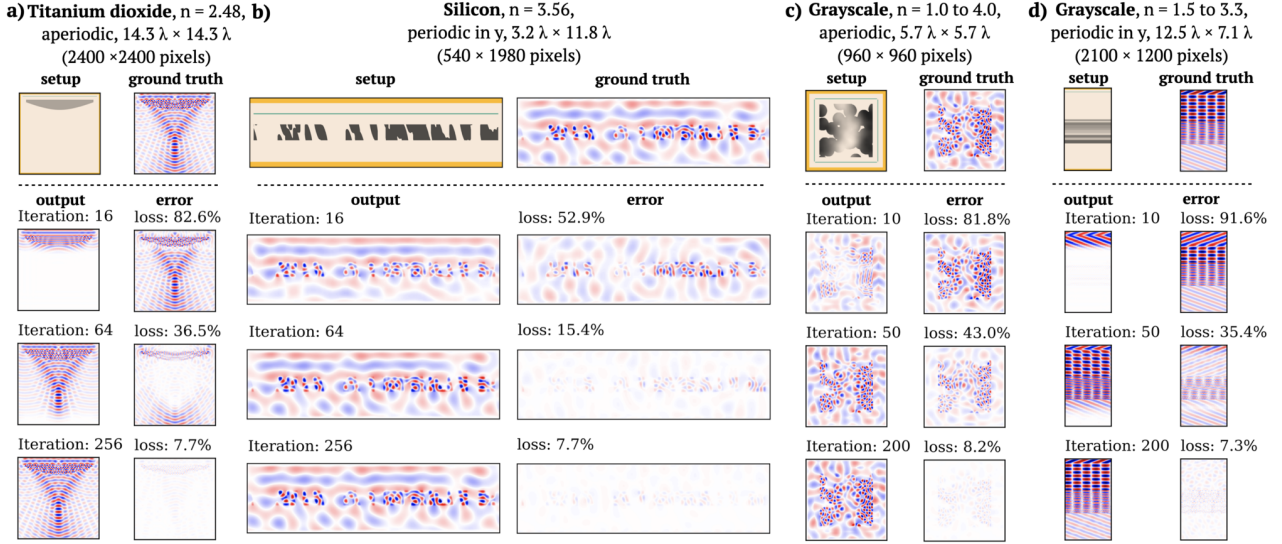 a) Titanium dioxide, n = 2.48,
aperiodic, 14.3 λ × 14.3 λ
(2400 ×2400 pixels)
setup ground truth
output error
Iteration: 16 loss: 82.6%
Iteration: 64 loss: 36.5%
Iteration: 256 loss: 7.7%
b) Silicon, n = 3.56,
periodic in y, 3.2 λ × 11.8 λ
(540 × 1980 pixels)
setup ground truth
output error
Iteration: 16 loss: 52.9%
Iteration: 64 loss: 15.4%
Iteration: 256 loss: 7.7%
c) Grayscale, n = 1.0 to 4.0,
aperiodic, 5.7 λ × 5.7 λ
(960 × 960 pixels)
setup ground truth
output error
Iteration: 10 loss: 81.8%
Iteration: 50 loss: 43.0%
Iteration: 200 loss: 8.2%
d) Grayscale, n = 1.5 to 3.3,
periodic in y, 12.5 λ × 7.1 λ
(2100 × 1200 pixels)
setup ground truth
output error
Iteration: 10 loss: 91.6%
Iteration: 50 loss: 35.4%
Iteration: 200 loss: 7.3%